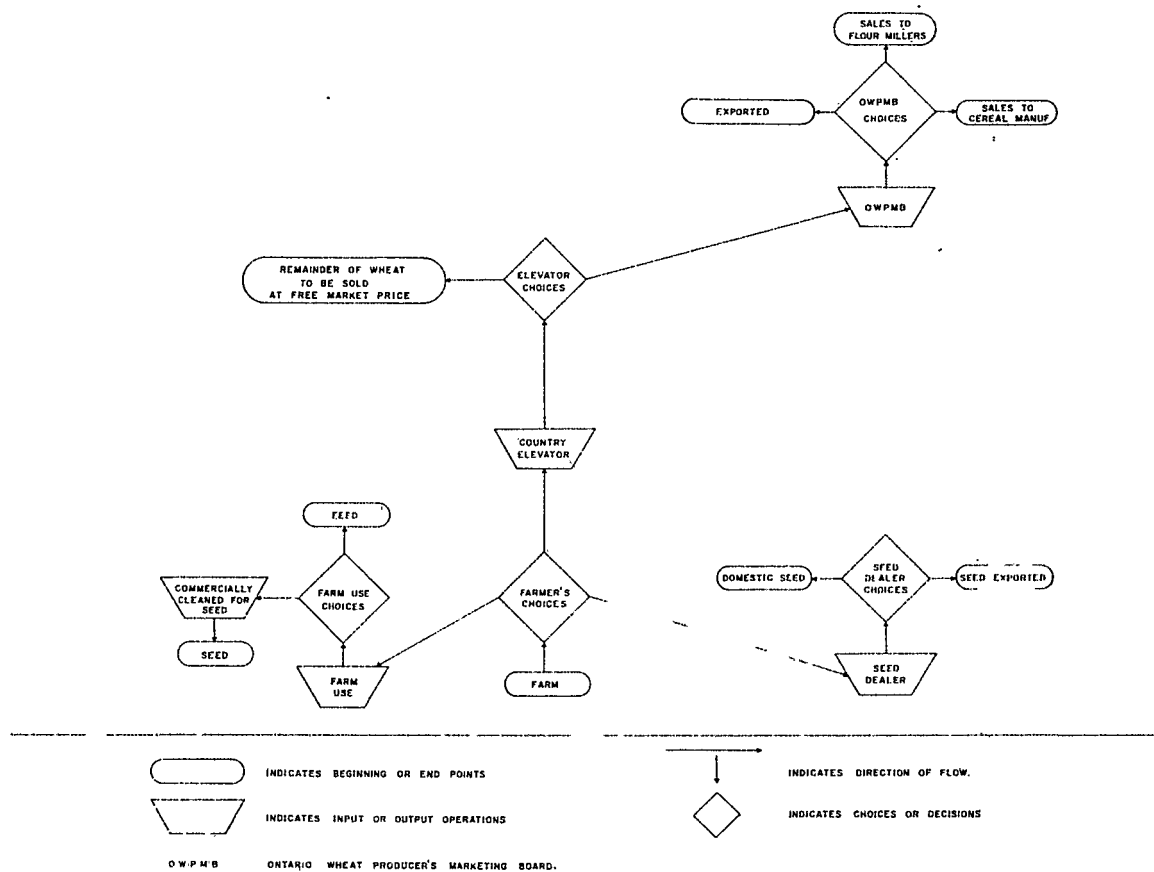 SALES TO
FLOUR MILLERS
EXPORTED
OWPMB
CHOICES
SALES TO
CEREAL MANUF
OWPMB
REMAINDER OF WHEAT
TO BE SOLD
AT FREE MARKET PRICE
ELEVATOR
CHOICES
COUNTRY
ELEVATOR
FEED
COMMERCIALLY
CLEANED FOR
SEED
FARM USE
CHOICES
FARMER'S
CHOICES
DOMESTIC SEED
SEED
DEALER
CHOICES
SEED EXPORTED
SEED
FARM
USE
FARM
SEED
DEALER
INDICATES BEGINNING OR END POINTS
INDICATES DIRECTION OF FLOW.
INDICATES INPUT OR OUTPUT OPERATIONS
INDICATES CHOICES OR DECISIONS
O.W.P.M.B ONTARIO WHEAT PRODUCER'S MARKETING BOARD.